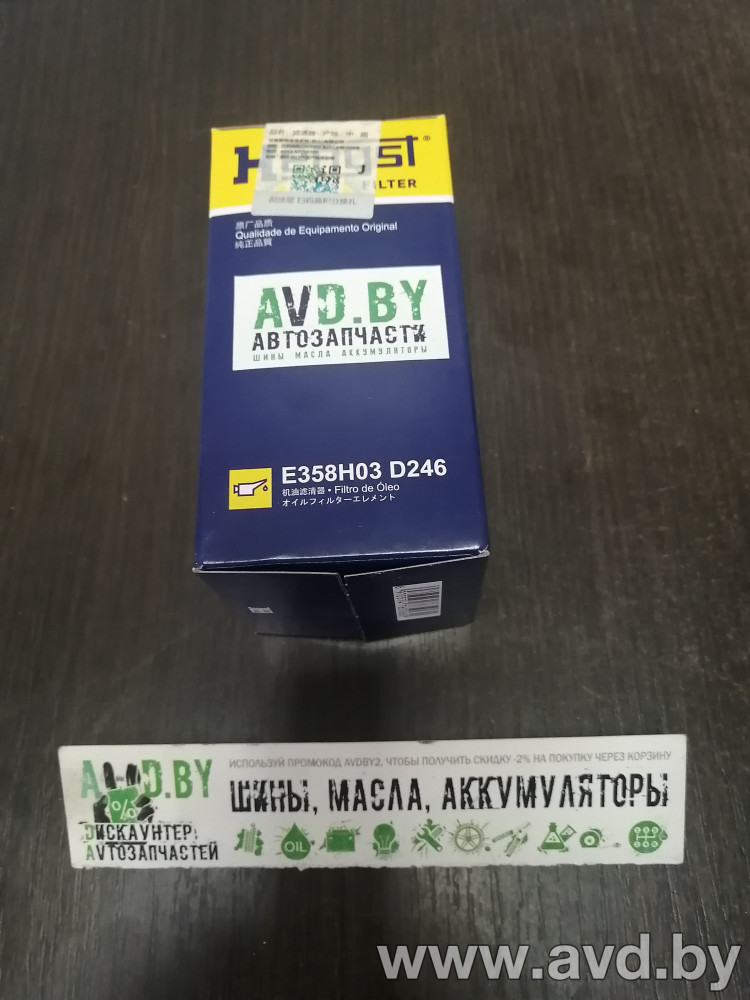 Hengst®
FILTER
原厂品质
Qualidade de Equipamento Original
純正品質
AVD.BY
АВТОЗАПЧАСТИ
ШИНЫ МАСЛА АККУМУЛЯТОРЫ
E358H03 D246
机油滤清器 • Filtro de Óleo
オイルフィルターエレメント
AVD.BY
ДИСКАУНТЕР
АVТОЗАПЧАСТЕЙ
ИСПОЛЬЗУЙ ПРОМОКОД AVDBY2, ЧТОБЫ ПОЛУЧИТЬ СКИДКУ -2% НА ПОКУПКУ ЧЕРЕЗ КОРЗИНУ
ШИНЫ, МАСЛА, АККУМУЛЯТОРЫ
%
OIL
www.avd.by